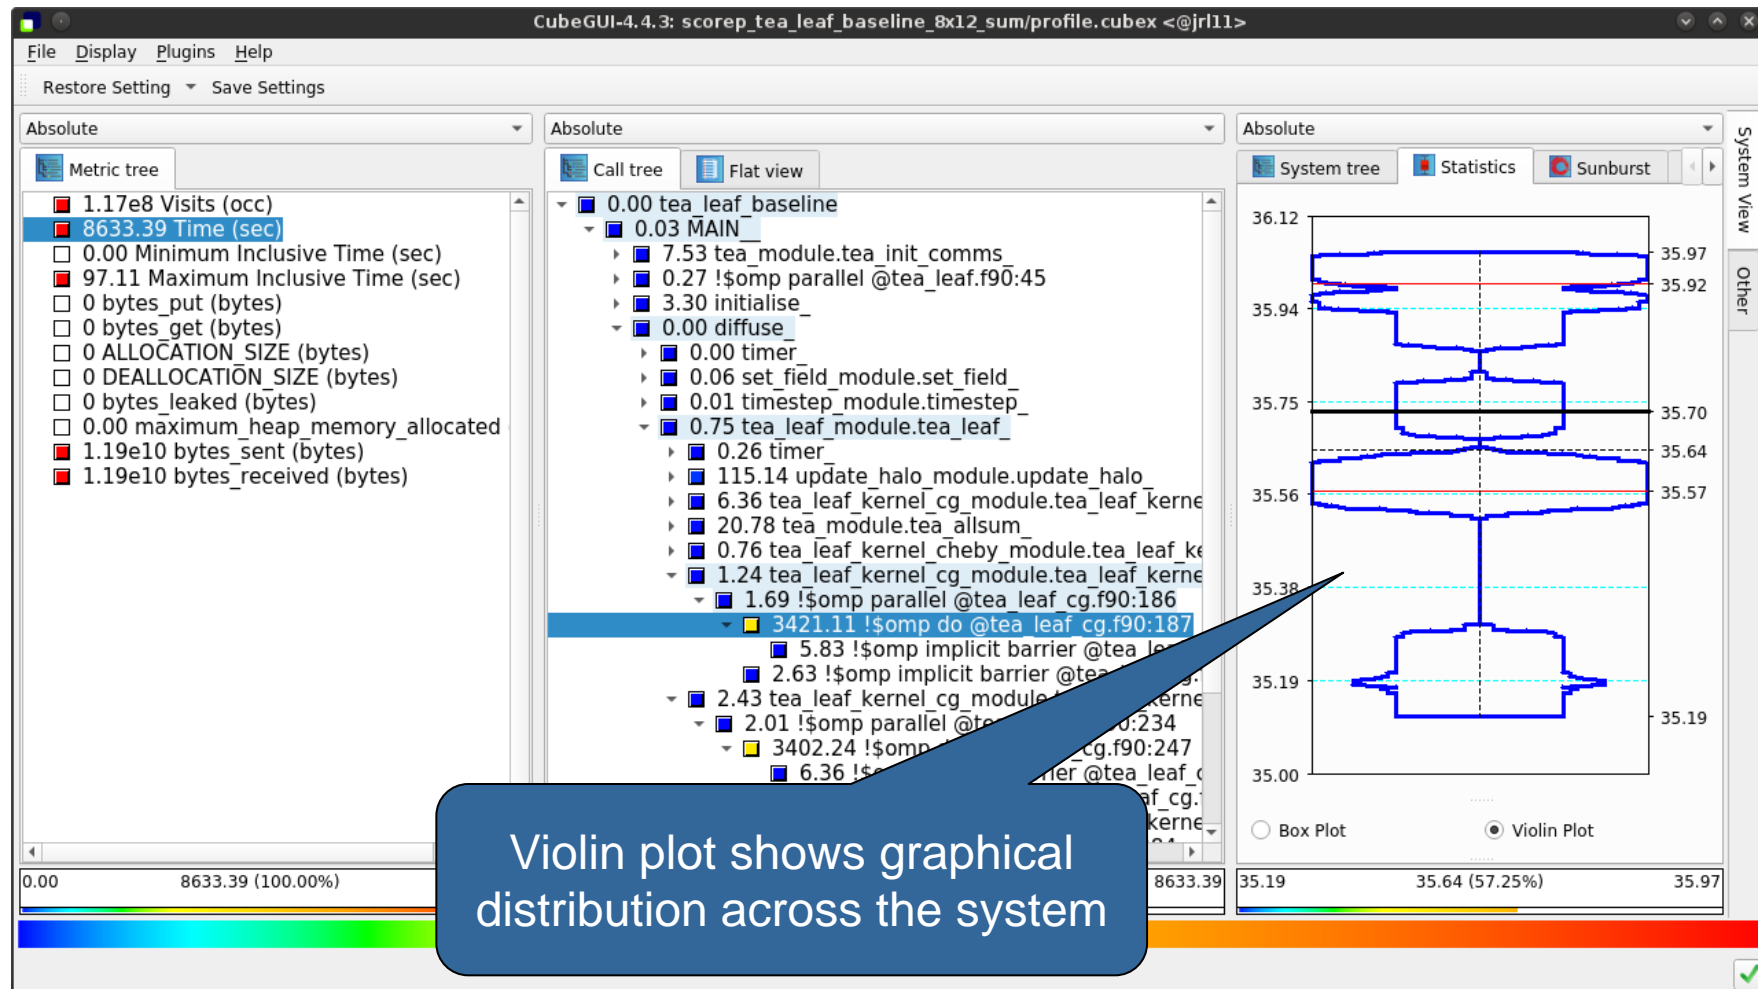 CubeGUI-4.4.3: scorep_tea_leaf_baseline_8x12_sum/profile.cubex <@jrl11>
File Display Plugins Help
Restore Setting Save Settings
Absolute
Metric tree
1.17e8 Visits (occ)
8633.39 Time (sec)
0.00 Minimum Inclusive Time (sec)
97.11 Maximum Inclusive Time (sec)
0 bytes_put (bytes)
0 bytes_get (bytes)
0 ALLOCATION_SIZE (bytes)
0 DEALLOCATION_SIZE (bytes)
0 bytes_leaked (bytes)
0.00 maximum_heap_memory_allocated
1.19e10 bytes_sent (bytes)
1.19e10 bytes_received (bytes)
0.00 8633.39 (100.00%)
Absolute
Call tree Flat view
0.00 tea_leaf_baseline
0.03 MAIN__
7.53 tea_module.tea_init_comms_
0.27 !$omp parallel @tea_leaf.f90:45
3.30 initialise_
0.00 diffuse_
0.00 timer_
0.06 set_field_module.set_field_
0.01 timestep_module.timestep_
0.75 tea_leaf_module.tea_leaf_
0.26 timer_
115.14 update_halo_module.update_halo_
6.36 tea_leaf_kernel_cg_module.tea_leaf_kerne
20.78 tea_module.tea_allsum_
0.76 tea_leaf_kernel_cheby_module.tea_leaf_ke
1.24 tea_leaf_kernel_cg_module.tea_leaf_kerne
1.69 !$omp parallel @tea_leaf_cg.f90:186
3421.11 !$omp do @tea_leaf_cg.f90:187
5.83 !$omp implicit barrier @tea_le
2.63 !$omp implicit barrier @tea
2.43 tea_leaf_kernel_cg_module. kerne
2.01 !$omp parallel @te :234
3402.24 !$omp cg.f90:247
6.36 !$ er @tea_leaf_c
af_cg.
kerne
8633.39
Violin plot shows graphical
distribution across the system
Absolute
System tree Statistics Sunburst
36.12
35.97
35.92
35.94
35.75
35.70
35.64
35.56
35.57
35.38
35.19
35.19
35.00
Box Plot Violin Plot
35.19 35.64 (57.25%) 35.97
System View
Other